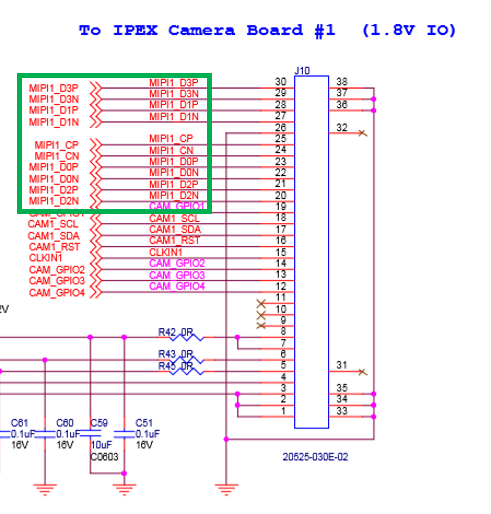 To IPEX Camera Board #1 (1.8V IO)
J10
MIPI1_D3P MIPI1_D3P 30 38
MIPI1_D3N MIPI1_D3N 29 37
MIPI1_D1P MIPI1_D1P 28 36
MIPI1_D1N MIPI1_D1N 27
26 32
MIPI1_CP MIPI1_CP 25
MIPI1_CN MIPI1_CN 24
MIPI1_D0P MIPI1_D0P 23
MIPI1_D0N MIPI1_D0N 22
MIPI1_D2P MIPI1_D2P 21
MIPI1_D2N MIPI1_D2N 20
CAM_GPIO1 CAM_GPIO1 19
CAM1_SCL CAM1_SCL 18
CAM1_SDA CAM1_SDA 17
CAM1_RST CAM1_RST 16
CLKIN1 CLKIN1 15
CAM_GPIO2 CAM_GPIO2 14
CAM_GPIO3 CAM_GPIO3 13
CAM_GPIO4 CAM_GPIO4 12
11
10
9
R42 0R 8
7
R43 0R 6
R45 0R 5 31
4
3 35
2 34
1 33
C61 C60 C59 C51
0.1uF 0.1uF 10uF 0.1uF
16V 16V C0603 16V
20525-030E-02